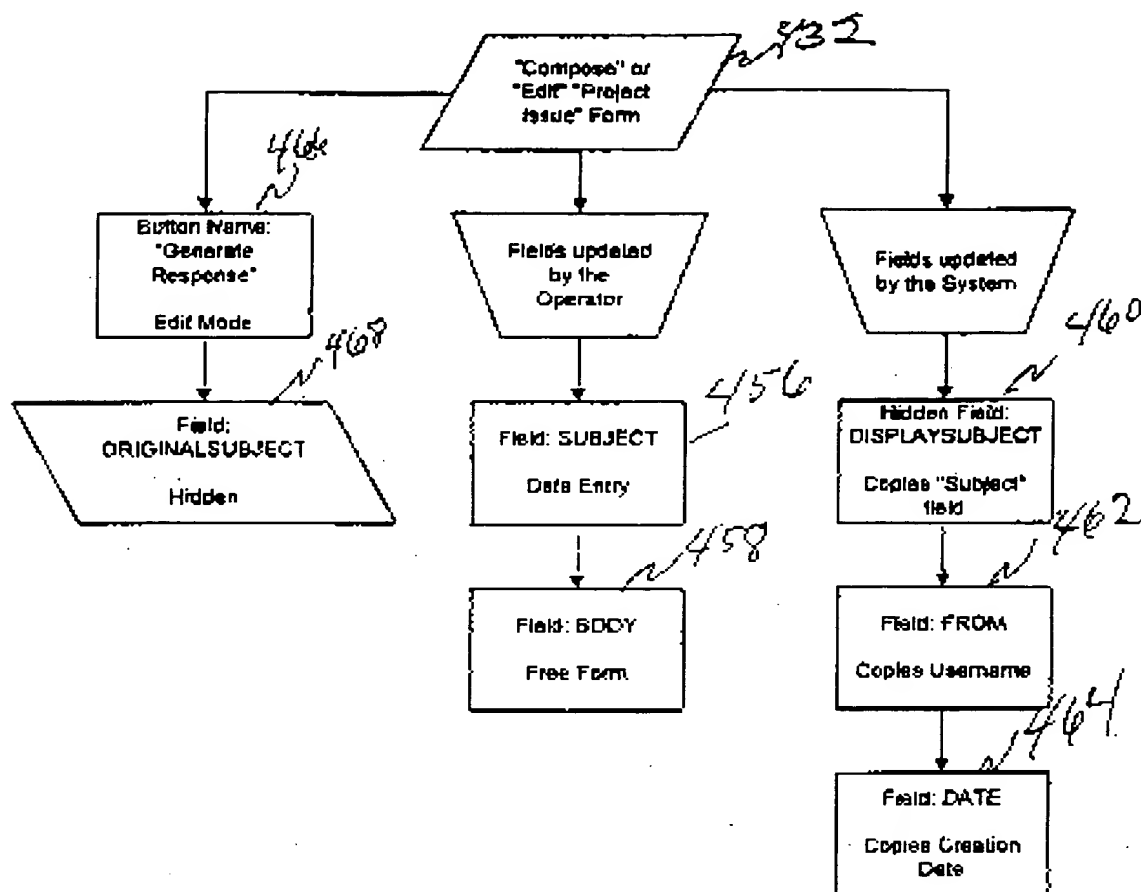 432
"Compose" or
"Edit" "Project
Issue" Form
466
Button Name:
"Generate
Response"
Edit Mode
Fields updated
by the
Operator
Fields updated
by the System
468
Field:
ORIGINALSUBJECT
Hidden
456
Field: SUBJECT
Data Entry
460
Hidden Field:
DISPLAYSUBJECT
Copies "Subject"
field
458
Field: BODY
Free Form
462
Field: FROM
Copies Username
464
Field: DATE
Copies Creation
Date